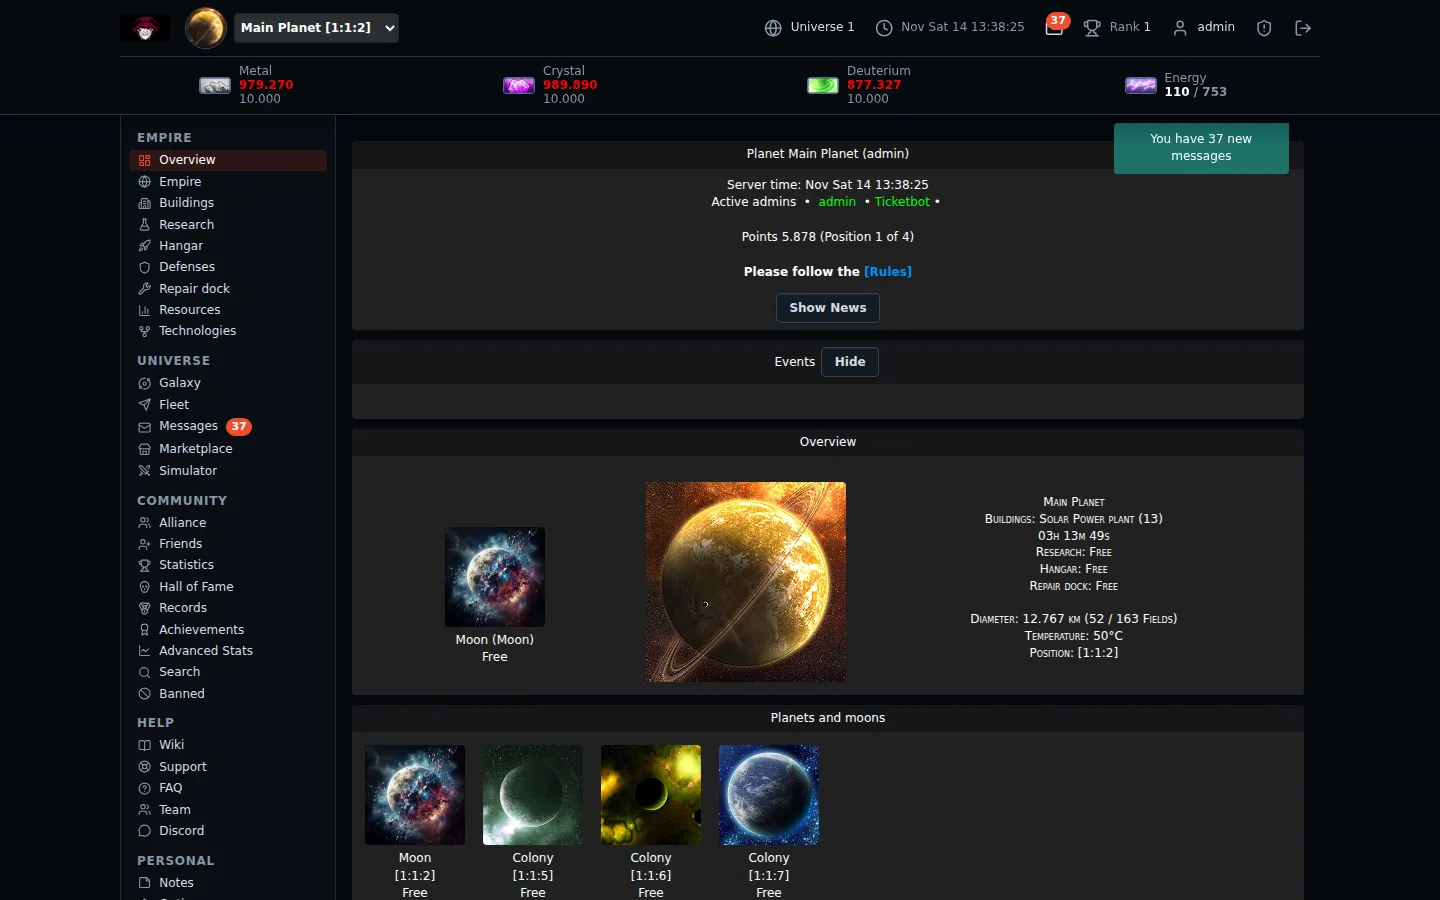 Main Planet [1:1:2]
Universe 1
Nov Sat 14 13:38:25
37
Rank 1
admin
Metal
979.270
10.000
Crystal
989.890
10.000
Deuterium
877.327
10.000
Energy
110 / 753
EMPIRE
Overview
Empire
Buildings
Research
Hangar
Defenses
Repair dock
Resources
Technologies
UNIVERSE
Galaxy
Fleet
Messages 37
Marketplace
Simulator
COMMUNITY
Alliance
Friends
Statistics
Hall of Fame
Records
Achievements
Advanced Stats
Search
Banned
HELP
Wiki
Support
FAQ
Team
Discord
PERSONAL
Notes
You have 37 new
messages
Planet Main Planet (admin)
Server time: Nov Sat 14 13:38:25
Active admins • admin • Ticketbot •
Points 5.878 (Position 1 of 4)
Please follow the [Rules]
Show News
Events Hide
Overview
Moon (Moon)
Free
Main Planet
Buildings: Solar Power plant (13)
03h 13m 49s
Research: Free
Hangar: Free
Repair dock: Free
Diameter: 12.767 km (52 / 163 Fields)
Temperature: 50°C
Position: [1:1:2]
Planets and moons
Moon
[1:1:2]
Free
Colony
[1:1:5]
Free
Colony
[1:1:6]
Free
Colony
[1:1:7]
Free